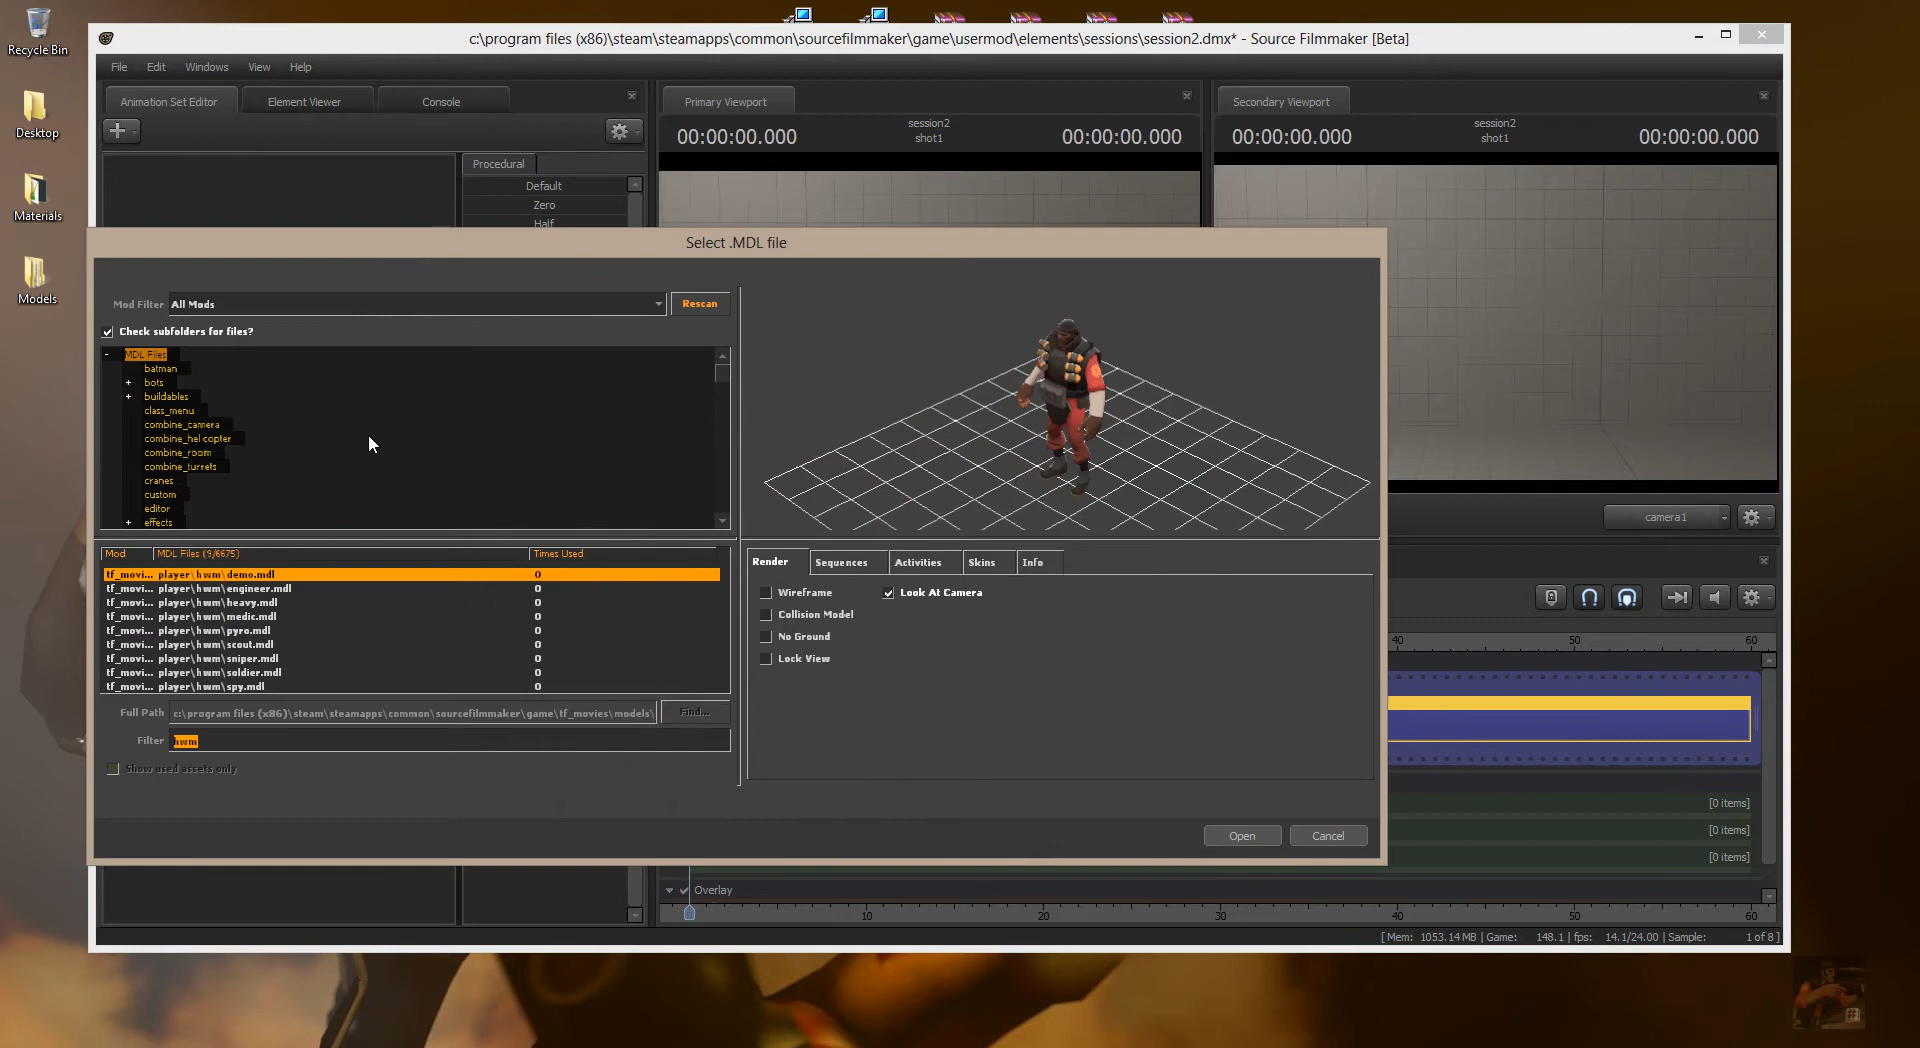 Recycle Bin
Desktop
Materials
Models
c:\program files (x86)\steam\steamapps\common\sourcefilmmaker\game\usermod\elements\sessions\session2.dmx* - Source Filmmaker [Beta]
File Edit Windows View Help
Animation Set Editor Element Viewer Console
Procedural
Default
Zero
Half
Primary Viewport
00:00:00.000 session2 00:00:00.000
shot1
Secondary Viewport
00:00:00.000 session2 00:00:00.000
shot1
Select .MDL file
Mod Filter All Mods Rescan
Check subfolders for files?
MDL Files
batman
bots
buildables
class_menu
combine_camera
combine_helicopter
combine_room
combine_turrets
cranes
custom
editor
effects
Mod MDL Files (9/6675) Times Used
tf_movi... player\hwm\demo.mdl 0
tf_movi... player\hwm\engineer.mdl 0
tf_movi... player\hwm\heavy.mdl 0
tf_movi... player\hwm\medic.mdl 0
tf_movi... player\hwm\pyro.mdl 0
tf_movi... player\hwm\scout.mdl 0
tf_movi... player\hwm\sniper.mdl 0
tf_movi... player\hwm\soldier.mdl 0
tf_movi... player\hwm\spy.mdl 0
Full Path c:\program files (x86)\steam\steamapps\common\sourcefilmmaker\game\tf_movies\models\ Find...
Filter hwm
Show used assets only
Render Sequences Activities Skins Info
Wireframe Look At Camera
Collision Model
No Ground
Lock View
Open Cancel
camera1
40 50 60
[0 items]
[0 items]
[0 items]
Overlay
10 20 30 40 50 60
[ Mem: 1053.14 MB | Game: 148.1 | fps: 14.1/24.00 | Sample: 1 of 8 ]